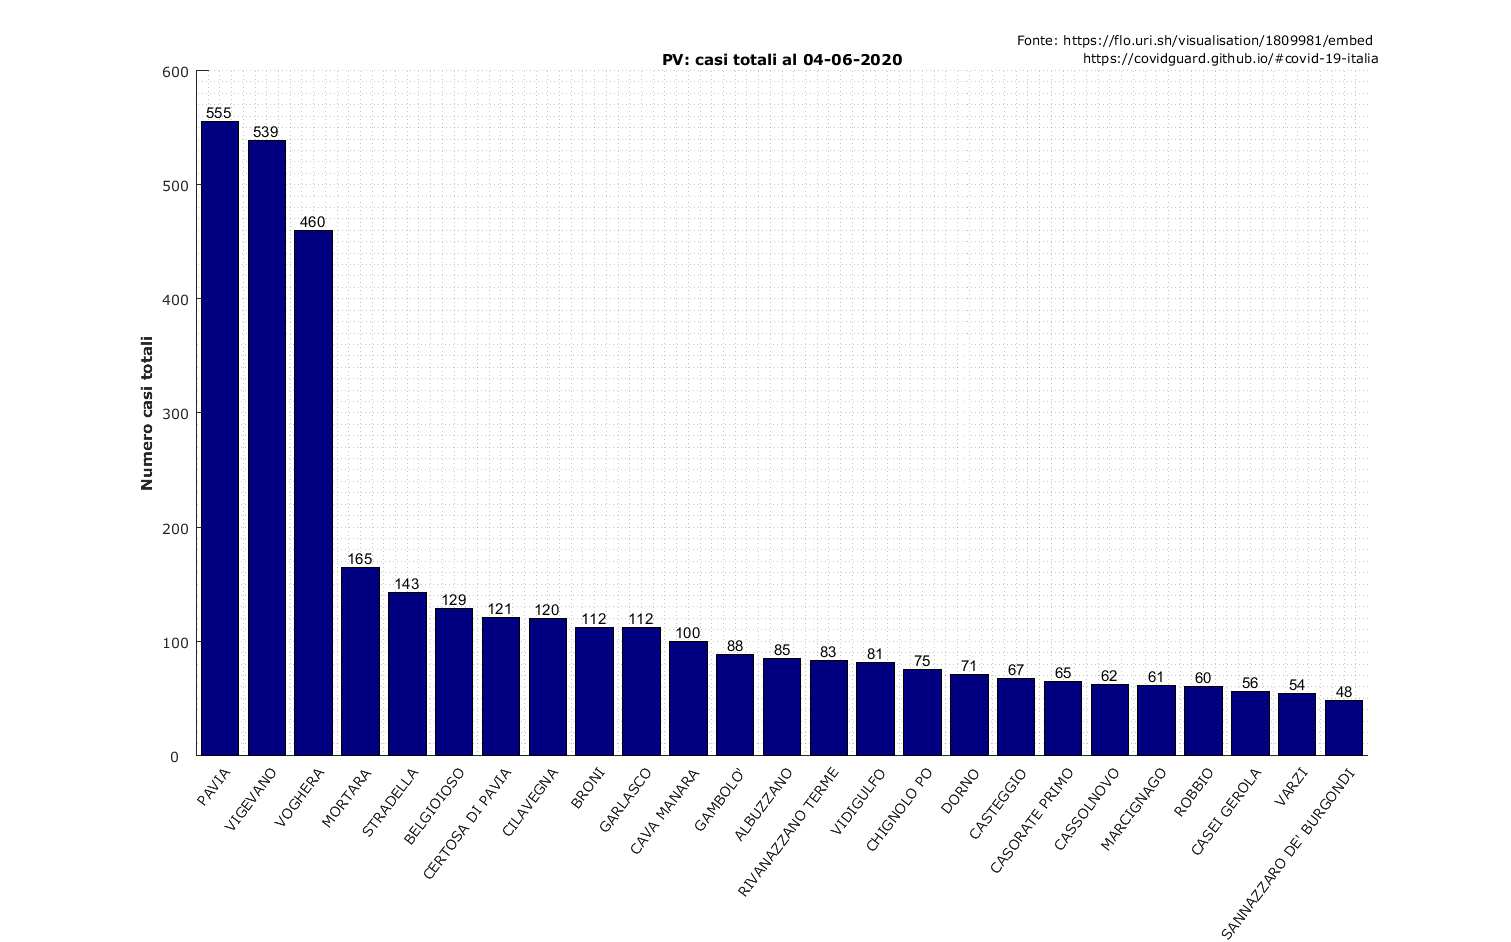 Fonte: https://flo.uri.sh/visualisation/1809981/embed
https://covidguard.github.io/#covid-19-italia
PV: casi totali al 04-06-2020
Numero casi totali
600
500
400
300
200
100
0
555
539
460
165
143
129
121
120
112
112
100
88
85
83
81
75
71
67
65
62
61
60
56
54
48
PAVIA
VIGEVANO
VOGHERA
MORTARA
STRADELLA
BELGIOIOSO
CERTOSA DI PAVIA
CILAVEGNA
BRONI
GARLASCO
CAVA MANARA
GAMBOLO'
ALBUZZANO
RIVANAZZANO TERME
VIDIGULFO
CHIGNOLO PO
DORNO
CASTEGGIO
CASORATE PRIMO
CASSOLNOVO
MARCIGNAGO
ROBBIO
CASEI GEROLA
VARZI
SANNAZZARO DE' BURGONDI